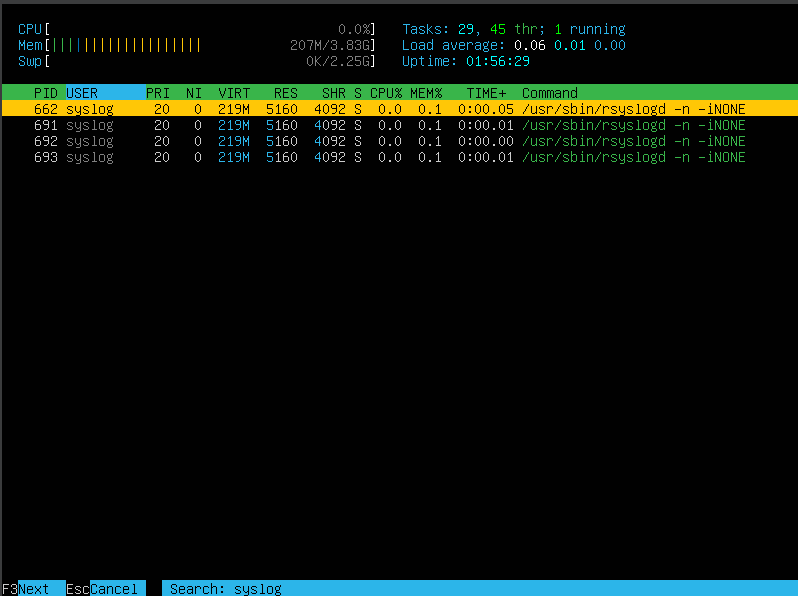 CPU[ 0.0%] Tasks: 29, 45 thr; 1 running
Mem[||||||||||||||||||| 207M/3.83G] Load average: 0.06 0.01 0.00
Swp[ 0K/2.25G] Uptime: 01:56:29
PID USER PRI NI VIRT RES SHR S CPU% MEM% TIME+ Command
662 syslog 20 0 219M 5160 4092 S 0.0 0.1 0:00.05 /usr/sbin/rsyslogd -n -iNONE
691 syslog 20 0 219M 5160 4092 S 0.0 0.1 0:00.01 /usr/sbin/rsyslogd -n -iNONE
692 syslog 20 0 219M 5160 4092 S 0.0 0.1 0:00.00 /usr/sbin/rsyslogd -n -iNONE
693 syslog 20 0 219M 5160 4092 S 0.0 0.1 0:00.01 /usr/sbin/rsyslogd -n -iNONE
F3Next EscCancel Search: syslog